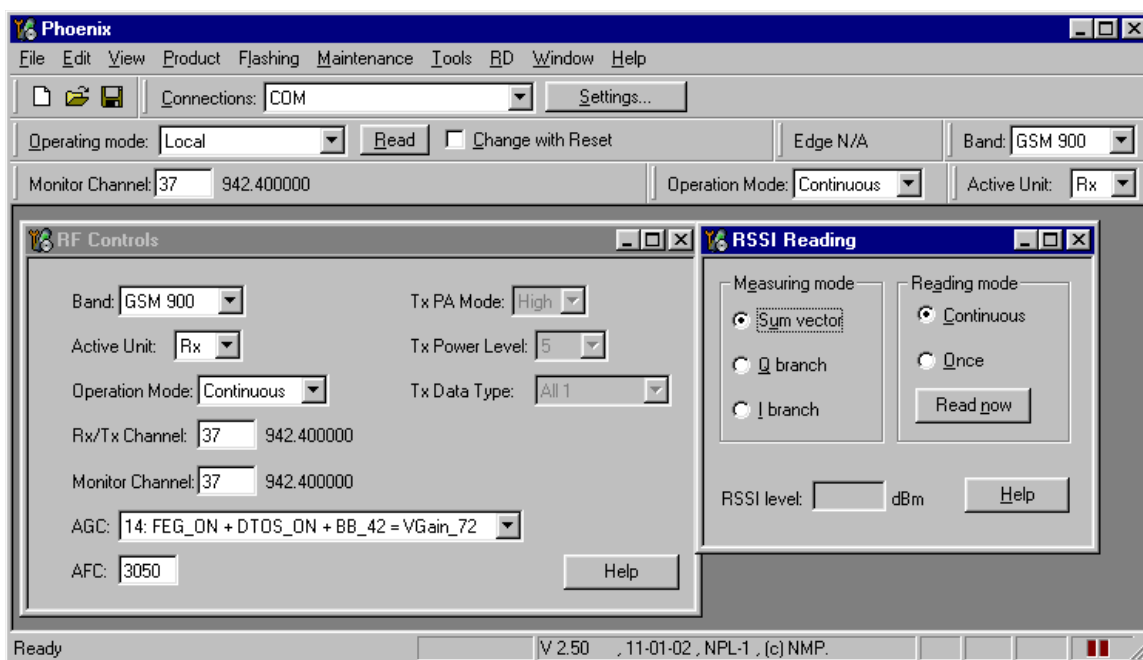 Phoenix
File Edit View Product Flashing Maintenance Tools RD Window Help
Connections: COM Settings...
Operating mode: Local Read Change with Reset Edge N/A Band: GSM 900
Monitor Channel: 37 942.400000 Operation Mode: Continuous Active Unit: Rx
RF Controls
Band: GSM 900 Tx PA Mode: High
Active Unit: Rx Tx Power Level: 5
Operation Mode: Continuous Tx Data Type: All 1
Rx/Tx Channel: 37 942.400000
Monitor Channel: 37 942.400000
AGC: 14: FEG_ON + DTOS_ON + BB_42 = VGain_72
AFC: 3050 Help
RSSI Reading
Measuring mode Reading mode
Sum vector Continuous
Q branch Once
I branch Read now
RSSI level: dBm Help
Ready V 2.50 , 11-01-02 , NPL-1 , (c) NMP.